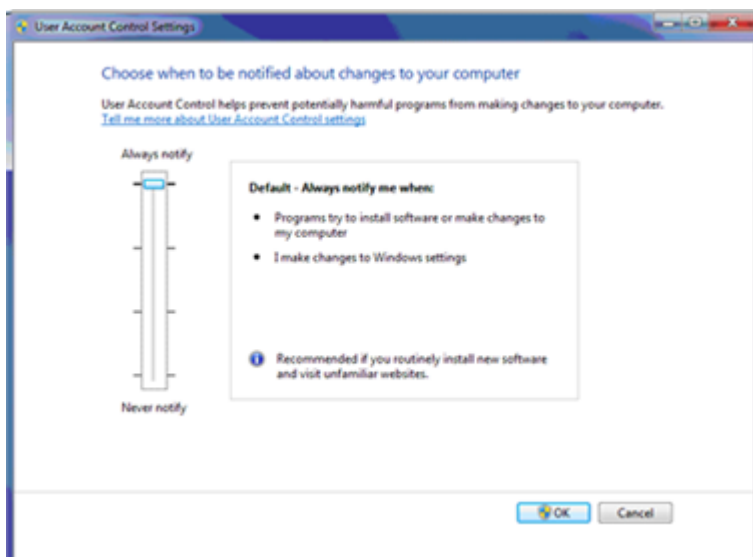 User Account Control Settings
Choose when to be notified about changes to your computer
User Account Control helps prevent potentially harmful programs from making changes to your computer.
Tell me more about User Account Control settings
Always notify
Default - Always notify me when:
• Programs try to install software or make changes to
my computer
• I make changes to Windows settings
Recommended if you routinely install new software
and visit unfamiliar websites.
Never notify
OK Cancel